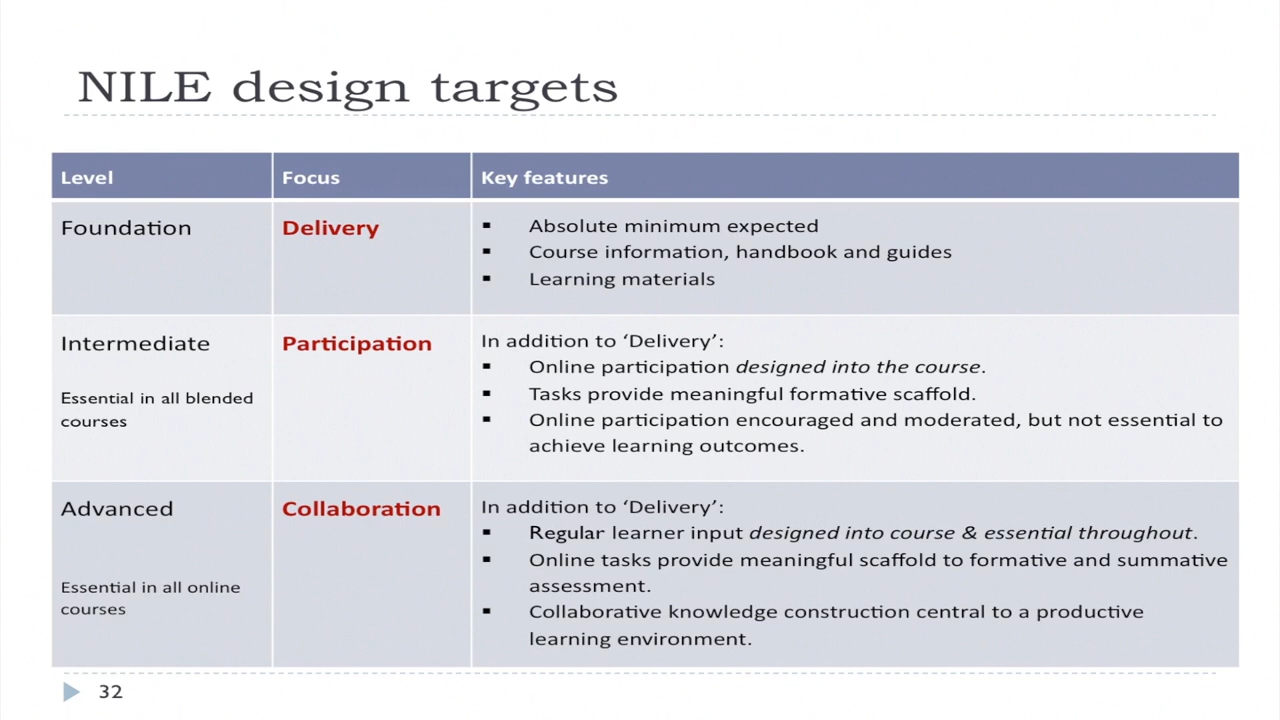 NILE design targets
Level Focus Key features
Foundation Delivery
▪ Absolute minimum expected
▪ Course information, handbook and guides
▪ Learning materials
Intermediate
Essential in all blended
courses
Participation
In addition to ‘Delivery’:
▪ Online participation designed into the course.
▪ Tasks provide meaningful formative scaffold.
▪ Online participation encouraged and moderated, but not essential to
achieve learning outcomes.
Advanced
Essential in all online
courses
Collaboration
In addition to ‘Delivery’:
▪ Regular learner input designed into course & essential throughout.
▪ Online tasks provide meaningful scaffold to formative and summative
assessment.
▪ Collaborative knowledge construction central to a productive
learning environment.
32